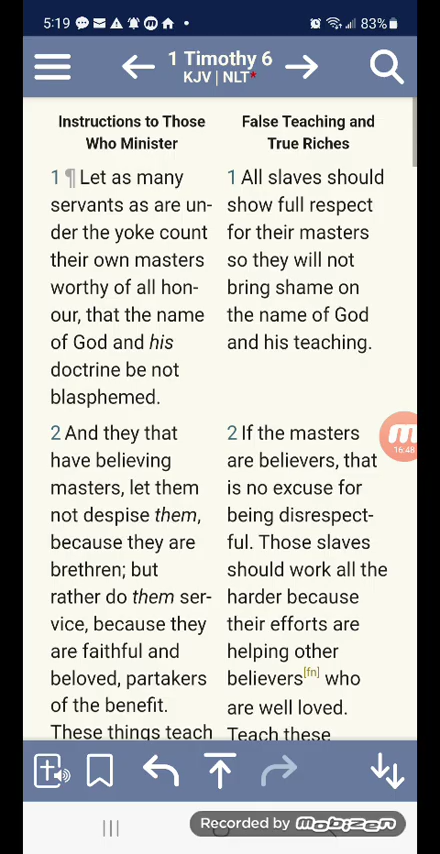 5:19
83%
1 Timothy 6
KJV | NLT*
Instructions to Those
Who Minister
1 ¶ Let as many
servants as are un-
der the yoke count
their own masters
worthy of all hon-
our, that the name
of God and his
doctrine be not
blasphemed.
2 And they that
have believing
masters, let them
not despise them,
because they are
brethren; but
rather do them ser-
vice, because they
are faithful and
beloved, partakers
of the benefit.
These things teach
False Teaching and
True Riches
1 All slaves should
show full respect
for their masters
so they will not
bring shame on
the name of God
and his teaching.
2 If the masters
are believers, that
is no excuse for
being disrespect-
ful. Those slaves
should work all the
harder because
their efforts are
helping other
believers[fn] who
are well loved.
Teach these
16:48
Recorded by mobizen